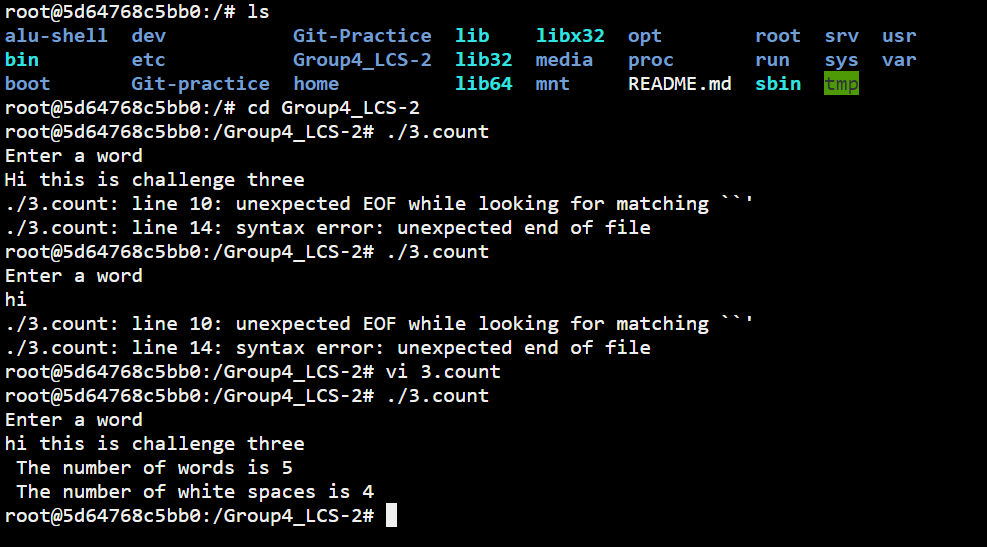 root@5d64768c5bb0:/# ls
alu-shell dev Git-Practice lib libx32 opt root srv usr
bin etc Group4_LCS-2 lib32 media proc run sys var
boot Git-practice home lib64 mnt README.md sbin tmp
root@5d64768c5bb0:/# cd Group4_LCS-2
root@5d64768c5bb0:/Group4_LCS-2# ./3.count
Enter a word
Hi this is challenge three
./3.count: line 10: unexpected EOF while looking for matching ``'
./3.count: line 14: syntax error: unexpected end of file
root@5d64768c5bb0:/Group4_LCS-2# ./3.count
Enter a word
hi
./3.count: line 10: unexpected EOF while looking for matching ``'
./3.count: line 14: syntax error: unexpected end of file
root@5d64768c5bb0:/Group4_LCS-2# vi 3.count
root@5d64768c5bb0:/Group4_LCS-2# ./3.count
Enter a word
hi this is challenge three
The number of words is 5
The number of white spaces is 4
root@5d64768c5bb0:/Group4_LCS-2#